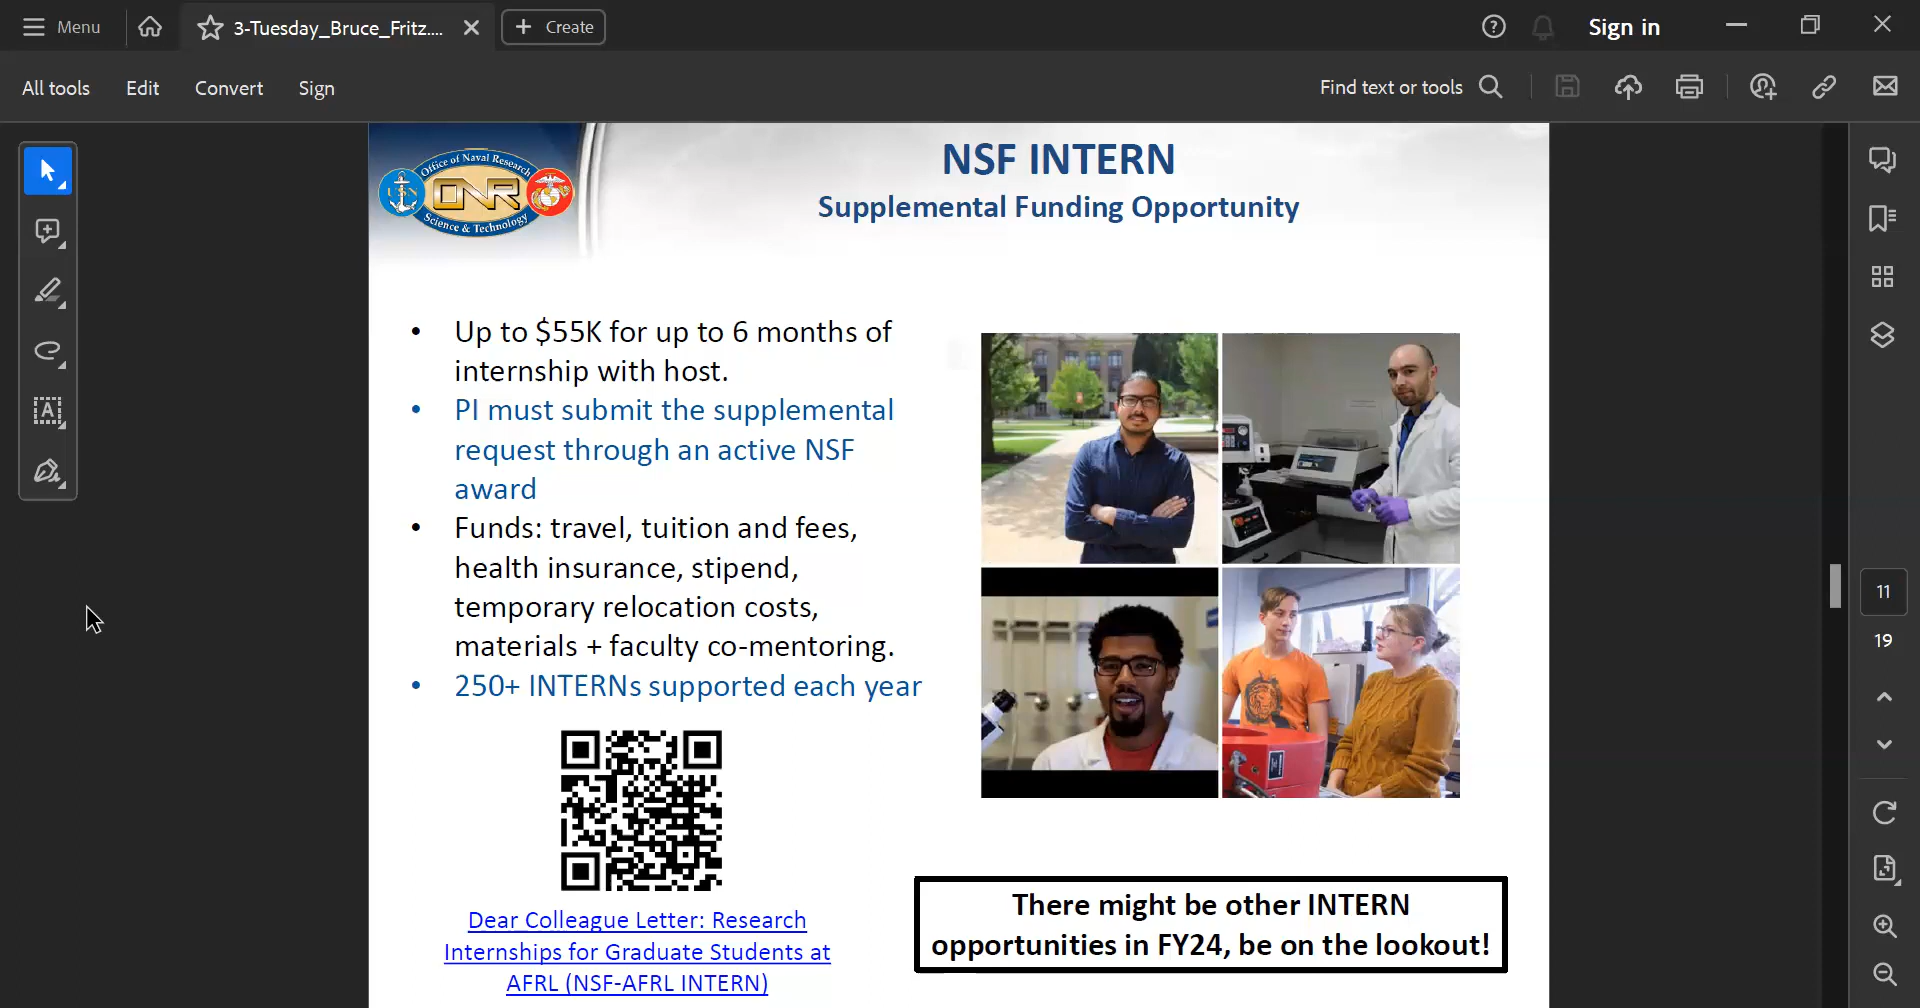 Menu
3-Tuesday_Bruce_Fritz....
Create
Sign in
All tools
Edit
Convert
Sign
Find text or tools
Office of Naval Research
USN
ONR
Science & Technology
NSF INTERN
Supplemental Funding Opportunity
• Up to $55K for up to 6 months of
internship with host.
• PI must submit the supplemental
request through an active NSF
award
• Funds: travel, tuition and fees,
health insurance, stipend,
temporary relocation costs,
materials + faculty co-mentoring.
• 250+ INTERNs supported each year
Dear Colleague Letter: Research
Internships for Graduate Students at
AFRL (NSF-AFRL INTERN)
There might be other INTERN
opportunities in FY24, be on the lookout!
11
19